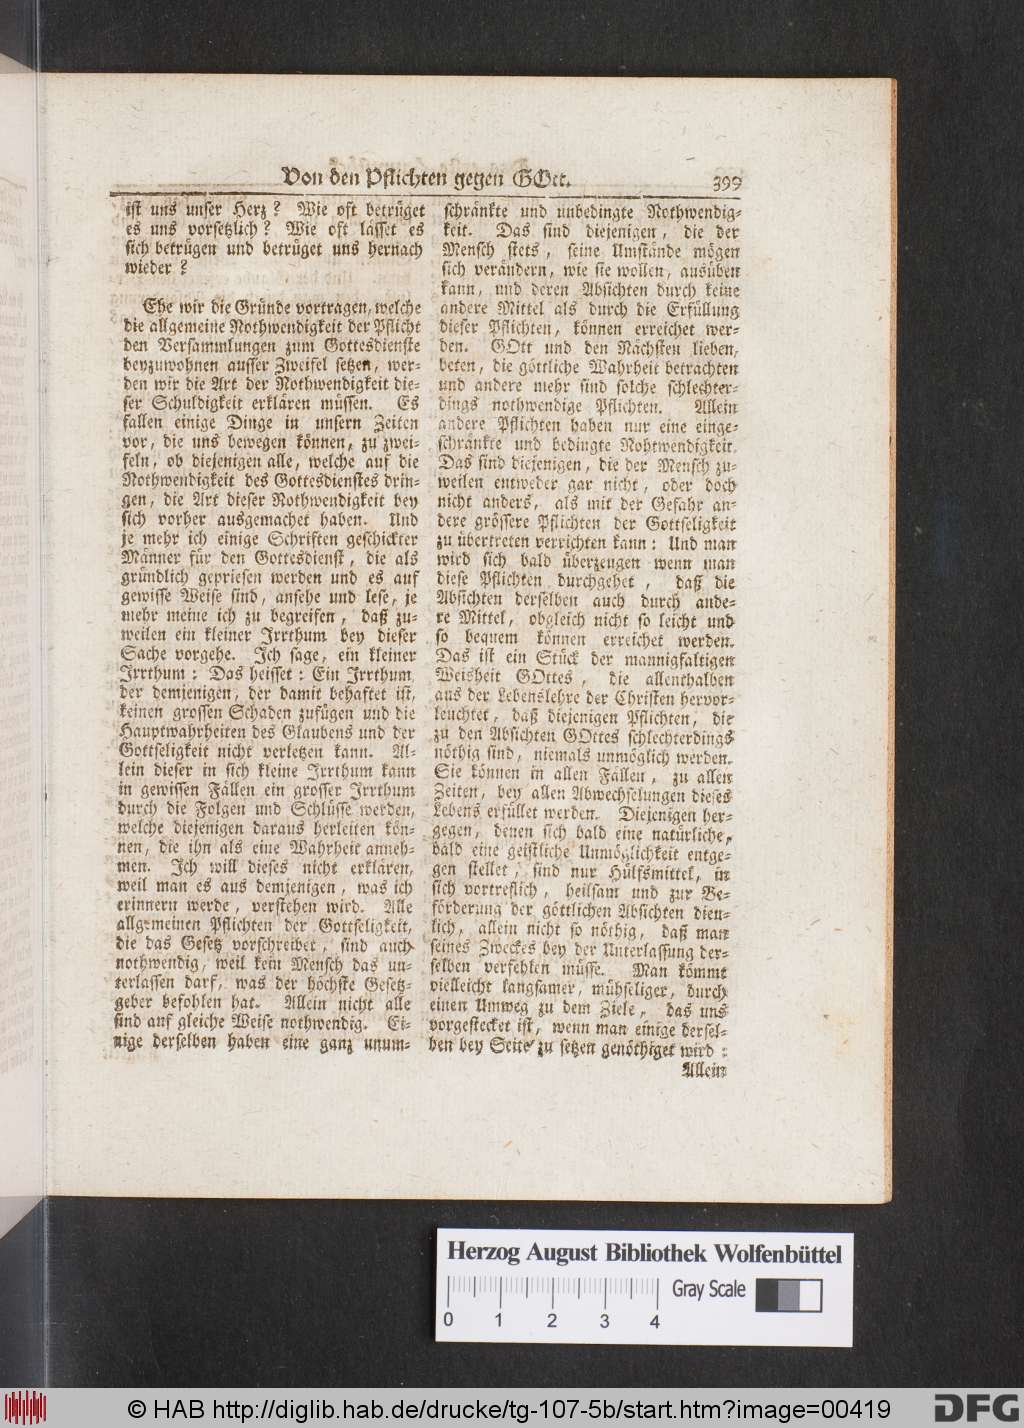 Von den Pflichten gegen GOtt. 399
ist uns unser Herz? Wie oft betrüget
es uns vorsetzlich? Wie oft lässet es
sich betrügen und betrüget uns hernach
wieder?
Ehe wir die Gründe vortragen, welche
die allgemeine Nothwendigkeit der Pflicht
den Versammlungen zum Gottesdienste
beyzuwohnen ausser Zweifel setzen, wer-
den wir die Art der Nothwendigkeit die-
ser Schuldigkeit erklären müssen. Es
fallen einige Dinge in unsern Zeiten
vor, die uns bewegen können, zu zwei-
feln, ob diejenigen alle, welche auf die
Nothwendigkeit des Gottesdienstes drin-
gen, die Art dieser Nothwendigkeit bey
sich vorher ausgemachet haben. Und
je mehr ich einige Schriften geschickter
Männer für den Gottesdienst, die als
gründlich gepriesen werden und es auf
gewisse Weise sind, ansehe und lese, je
mehr meine ich zu begreifen, daß zu-
weilen ein kleiner Irrthum bey dieser
Sache vorgehe. Ich sage, ein kleiner
Irrthum: Das heisset: Ein Irrthum,
der demjenigen, der damit behaftet ist,
keinen grossen Schaden zufügen und die
Hauptwahrheiten des Glaubens und der
Gottseligkeit nicht verletzen kann. Al-
lein dieser in sich kleine Irrthum kann
in gewissen Fällen ein grosser Irrthum
durch die Folgen und Schlüsse werden,
welche diejenigen daraus herleiten kön-
nen, die ihn als eine Wahrheit anneh-
men. Ich will dieses nicht erklären,
weil man es aus demjenigen, was ich
erinnern werde, verstehen wird. Alle
allgemeinen Pflichten der Gottseligkeit,
die das Gesetz vorschreibet, sind auch
nothwendig, weil kein Mensch das un-
terlassen darf, was der höchste Gesetz-
geber befohlen hat. Allein nicht alle
sind auf gleiche Weise nothwendig. Ei-
nige derselben haben eine ganz unum-
schränkte und unbedingte Nothwendig-
keit. Das sind diejenigen, die der
Mensch stets, seine Umstände mögen
sich verändern, wie sie wollen, ausüben
kann, und deren Absichten durch keine
andere Mittel als durch die Erfüllung
dieser Pflichten, können erreichet wer-
den. GOtt und den Nächsten lieben,
beten, die göttliche Wahrheit betrachten
und andere mehr sind solche schlechter-
dings nothwendige Pflichten. Allein
andere Pflichten haben nur eine einge-
schränkte und bedingte Nohtwendigkeit.
Das sind diejenigen, die der Mensch zu-
weilen entweder gar nicht, oder doch
nicht anders, als mit der Gefahr an-
dere grössere Pflichten der Gottseligkeit
zu übertreten verrichten kann: Und man
wird sich bald überzeugen wenn man
diese Pflichten durchgehet, daß die
Absichten derselben auch durch ande-
re Mittel, obgleich nicht so leicht und
so bequem können erreichet werden.
Das ist ein Stück der mannigfaltigen
Weisheit GOttes, die allenthalben
aus der Lebenslehre der Christen hervor-
leuchtet, daß diejenigen Pflichten, die
zu den Absichten GOttes schlechterdings
nöthig sind, niemals unmöglich werden.
Sie können in allen Fällen, zu allen
Zeiten, bey allen Abwechselungen dieses
Lebens erfüllet werden. Diejenigen her-
gegen, denen sich bald eine natürliche,
bald eine geistliche Unmöglichkeit entge-
gen stellet, sind nur Hülfsmittel, in
sich vortreflich, heilsam und zur Be-
förderung der göttlichen Absichten dien-
lich, allein nicht so nöthig, daß man
seines Zweckes bey der Unterlassung der-
selben verfehlen müsse. Man kömmt
vielleicht langsamer, mühseliger, durch
einen Umweg zu dem Ziele, das uns
vorgestecket ist, wenn man einige dersel-
ben bey Seite zu setzen genöthiget wird:
Allein
Herzog August Bibliothek Wolfenbüttel
Gray Scale
0 1 2 3 4
© HAB http://diglib.hab.de/drucke/tg-107-5b/start.htm?image=00419
DFG